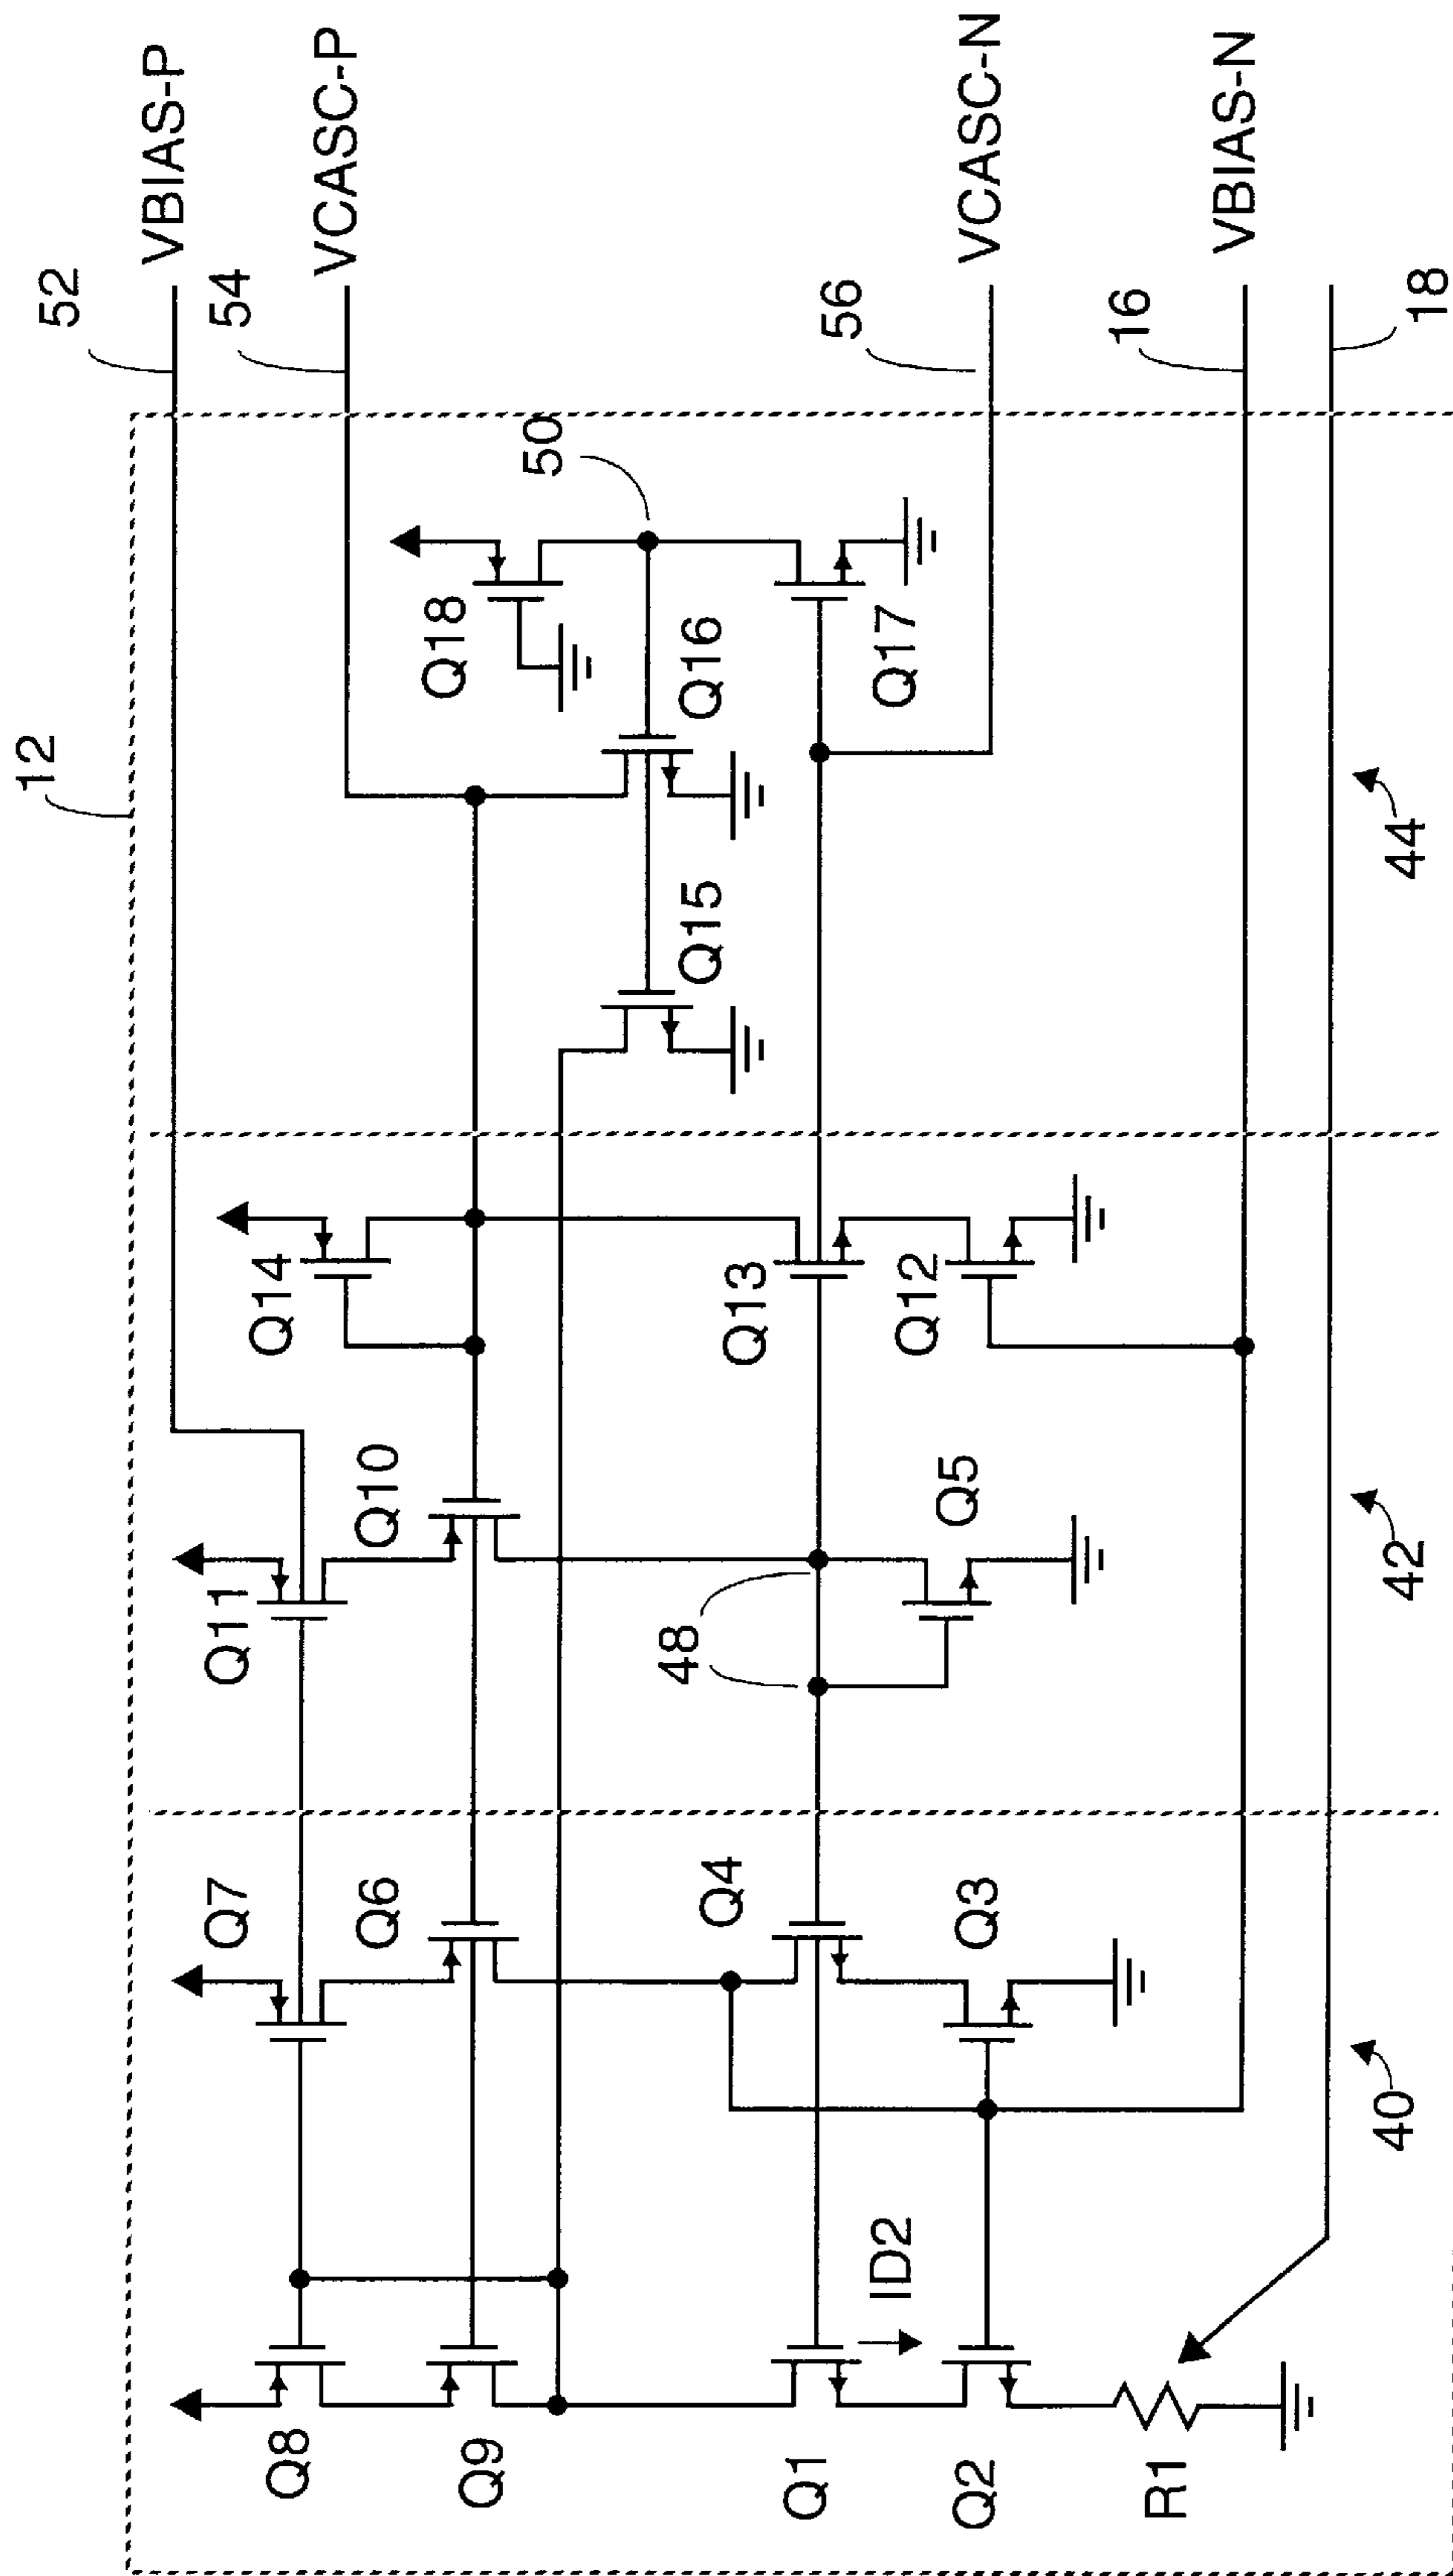 12
52
VBIAS-P
54
VCASC-P
56
VCASC-N
16
VBIAS-N
18
Q8
Q9
Q1
ID2
Q2
R1
Q7
Q6
Q4
Q3
40
Q11
Q10
48
Q5
42
Q14
Q13
Q12
Q15
Q16
Q18
50
Q17
44